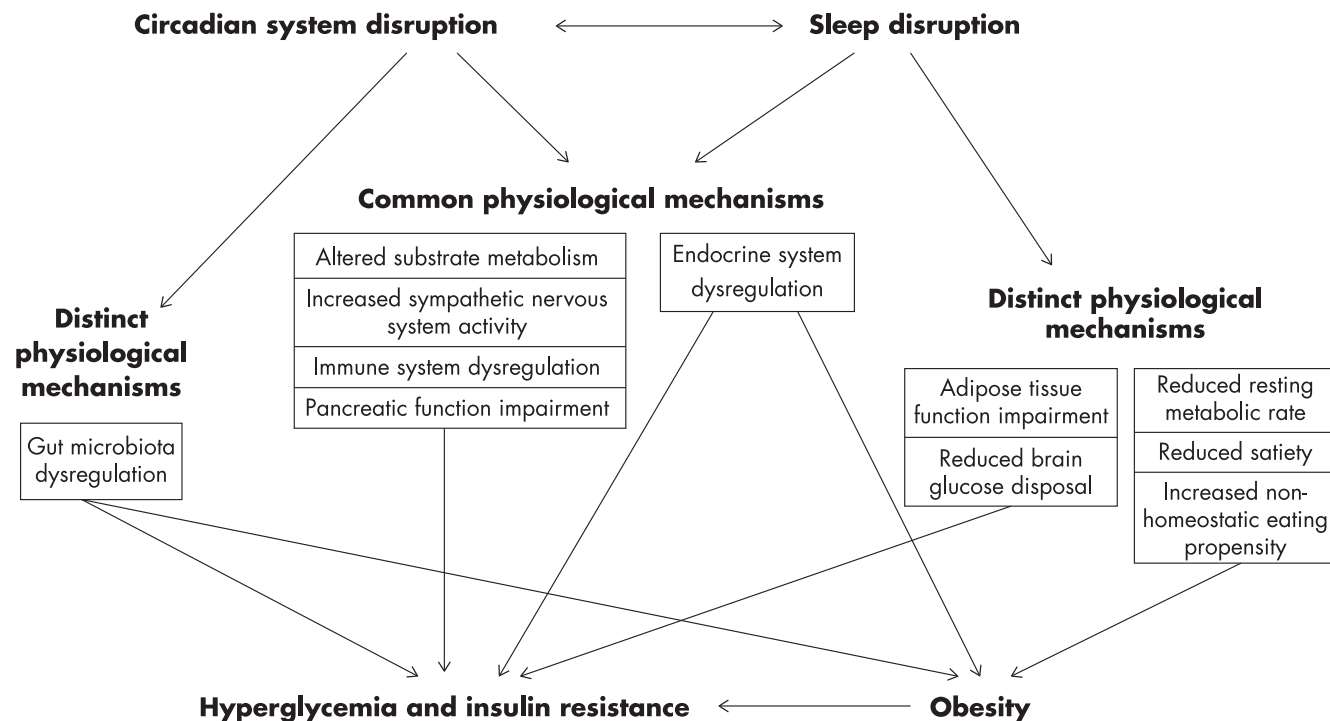 Circadian system disruption
Sleep disruption
Common physiological mechanisms
Altered substrate metabolism
Increased sympathetic nervous
system activity
Immune system dysregulation
Pancreatic function impairment
Endocrine system
dysregulation
Distinct
physiological
mechanisms
Gut microbiota
dysregulation
Distinct physiological
mechanisms
Adipose tissue
function impairment
Reduced brain
glucose disposal
Reduced resting
metabolic rate
Reduced satiety
Increased non-
homeostatic eating
propensity
Hyperglycemia and insulin resistance
Obesity